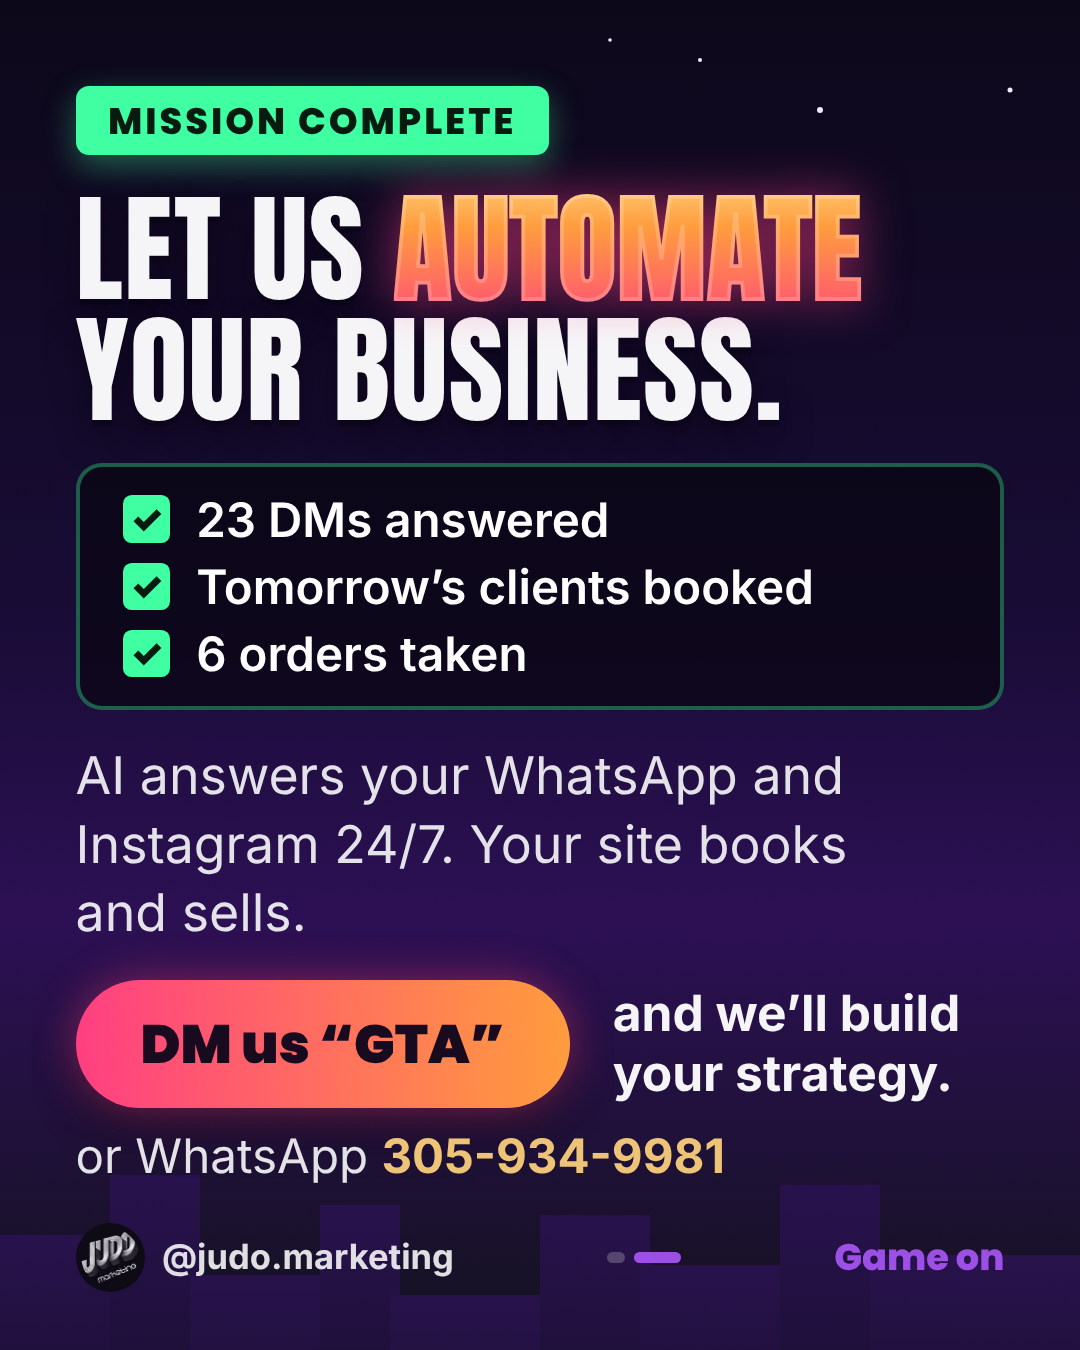 MISSION COMPLETE
LET US AUTOMATE
YOUR BUSINESS.
23 DMs answered
Tomorrow’s clients booked
6 orders taken
AI answers your WhatsApp and
Instagram 24/7. Your site books
and sells.
DM us “GTA”
and we’ll build
your strategy.
or WhatsApp 305-934-9981
JUDO
marketing
@judo.marketing
Game on